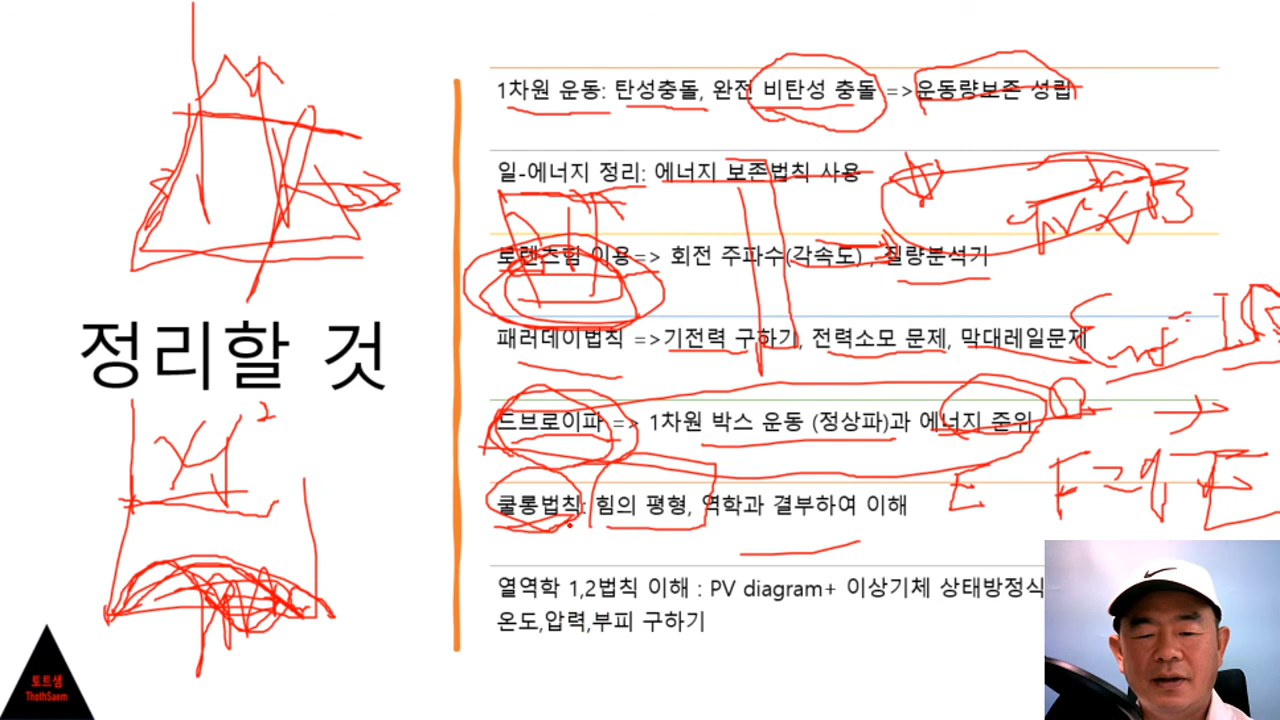 1차원 운동: 탄성충돌, 완전 비탄성 충돌 =>운동량보존 성립
일-에너지 정리: 에너지 보존법칙 사용
로렌츠힘 이용=> 회전 주파수(각속도) , 질량분석기
정리할 것
패러데이법칙 =>기전력 구하기, 전력소모 문제, 막대레일문제
드브로이파 => 1차원 박스 운동 (정상파)과 에너지 준위
쿨롱법칙: 힘의 평형, 역학과 결부하여 이해
E F=qE
열역학 1,2법칙 이해 : PV diagram+ 이상기체 상태방정식
온도,압력,부피 구하기
토트샘
ThothSaem